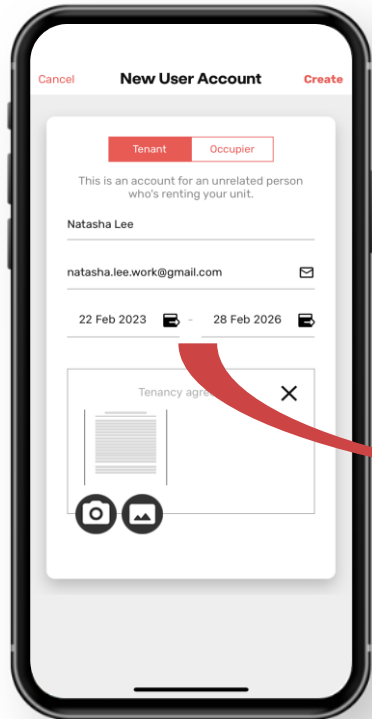 Cancel New User Account Create
Tenant Occupier
This is an account for an unrelated person
who's renting your unit.
Natasha Lee
natasha.lee.work@gmail.com
22 Feb 2023 - 28 Feb 2026
Tenancy